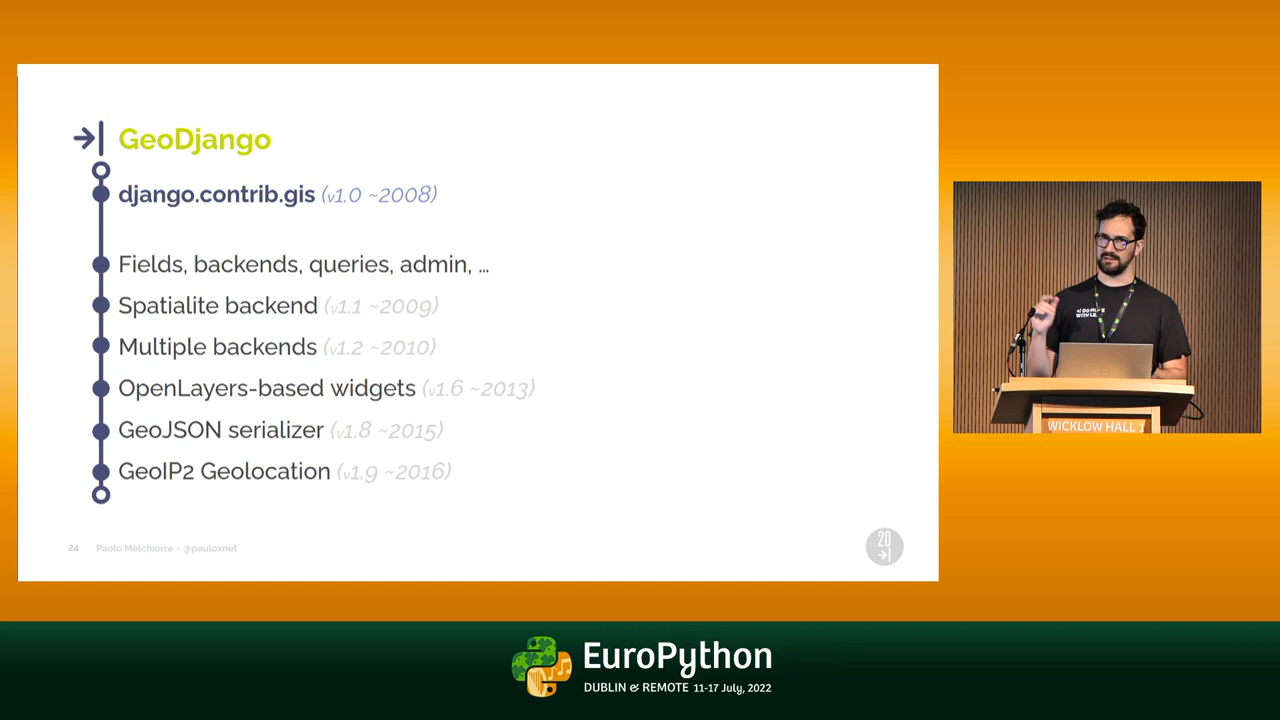 GeoDjango
django.contrib.gis (v1.0 ~2008)
Fields, backends, queries, admin, ...
Spatialite backend (v1.1 ~2009)
Multiple backends (v1.2 ~2010)
OpenLayers-based widgets (v1.6 ~2013)
GeoJSON serializer (v1.8 ~2015)
GeoIP2 Geolocation (v1.9 ~2016)
24 Paolo Melchiorre - @pauloxnet
20
WICKLOW HALL 1
EuroPython
DUBLIN & REMOTE 11-17 July, 2022